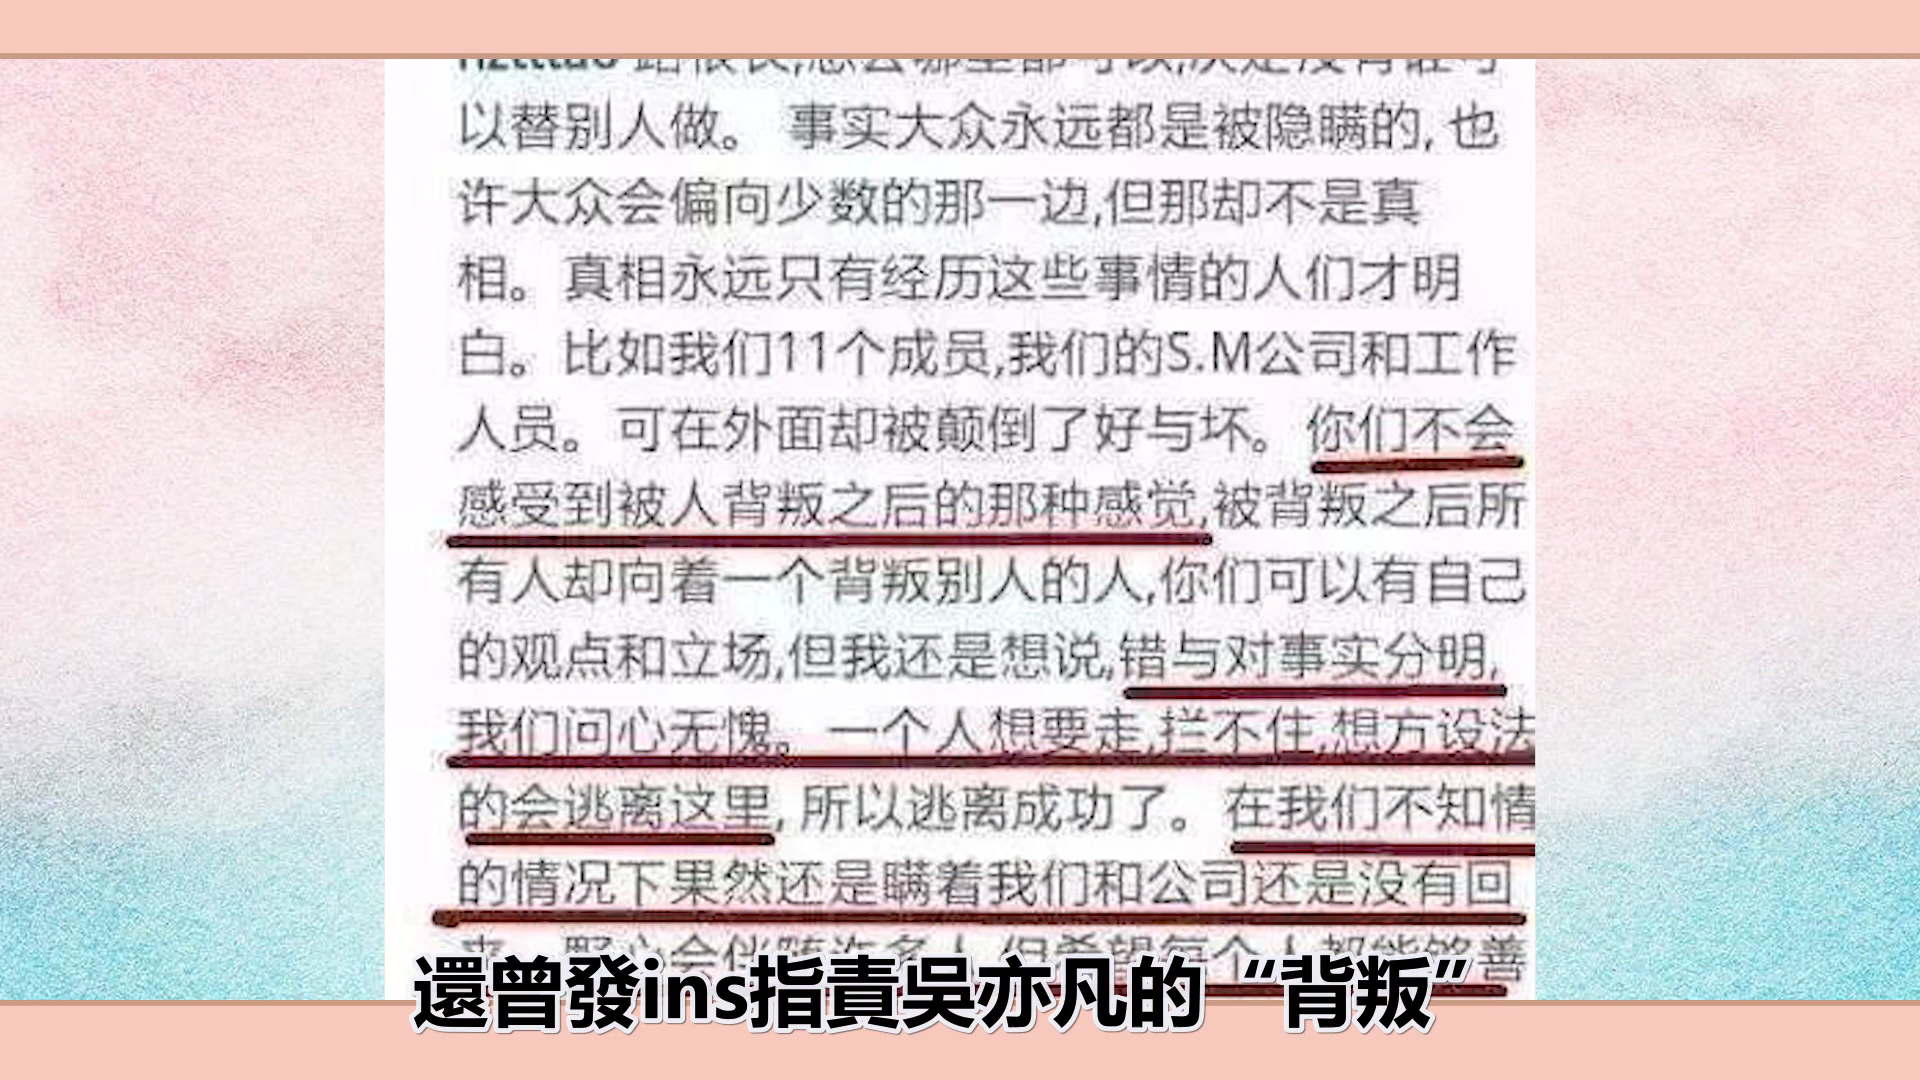 以替别人做。 事实大众永远都是被隐瞒的, 也
许大众会偏向少数的那一边,但那却不是真
相。真相永远只有经历这些事情的人们才明
白。比如我们11个成员,我们的S.M公司和工作
人员。可在外面却被颠倒了好与坏。你们不会
感受到被人背叛之后的那种感觉,被背叛之后所
有人却向着一个背叛别人的人,你们可以有自己
的观点和立场,但我还是想说,错与对事实分明,
我们问心无愧。一个人想要走,拦不住,想方设法
的会逃离这里, 所以逃离成功了。在我们不知情
的情况下果然还是瞒着我们和公司还是没有回
還曾發ins指責吳亦凡的“背叛”